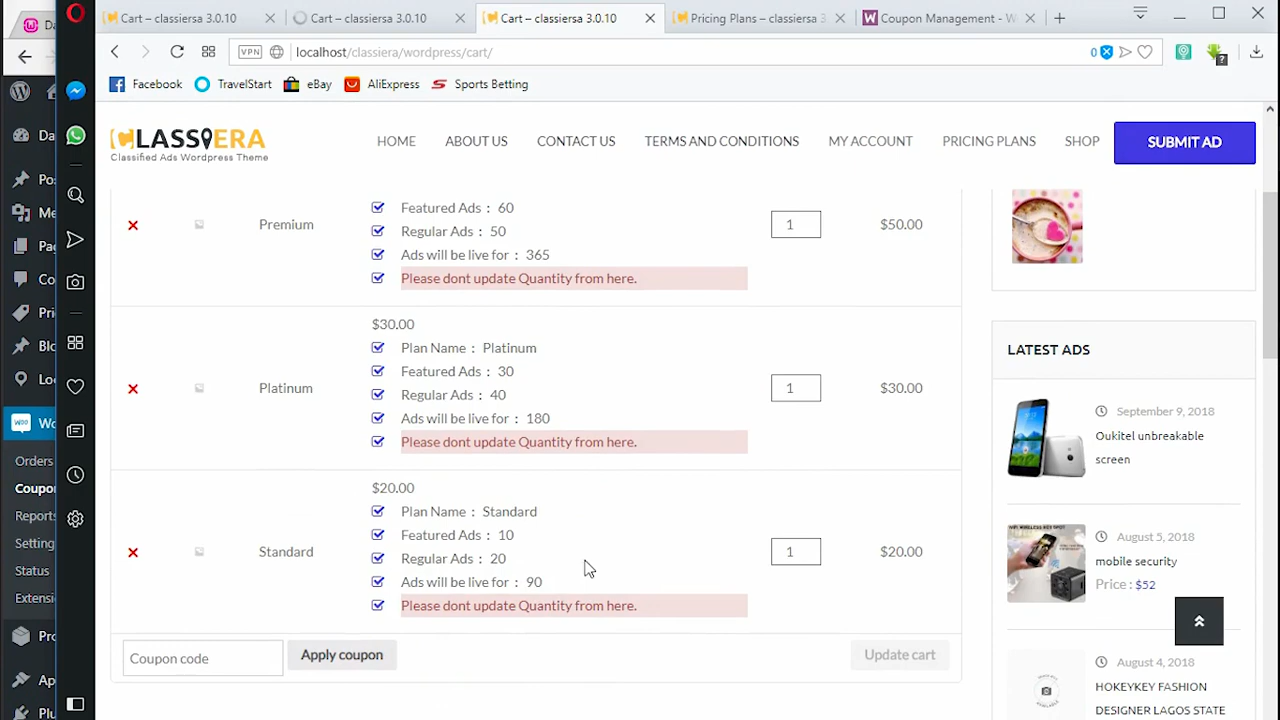 Cart – classiersa 3.0.10
Cart – classiersa 3.0.10
Cart – classiersa 3.0.10
Pricing Plans – classiersa 3
Coupon Management - W
VPN
localhost/classiera/wordpress/cart/
0
Facebook
TravelStart
eBay
AliExpress
Sports Betting
CLASSIERA
Classified Ads Wordpress Theme
HOME
ABOUT US
CONTACT US
TERMS AND CONDITIONS
MY ACCOUNT
PRICING PLANS
SHOP
SUBMIT AD
Premium
Featured Ads : 60
Regular Ads : 50
Ads will be live for : 365
Please dont update Quantity from here.
1
$50.00
$30.00
Platinum
Plan Name : Platinum
Featured Ads : 30
Regular Ads : 40
Ads will be live for : 180
Please dont update Quantity from here.
1
$30.00
$20.00
Standard
Plan Name : Standard
Featured Ads : 10
Regular Ads : 20
Ads will be live for : 90
Please dont update Quantity from here.
1
$20.00
Coupon code
Apply coupon
Update cart
LATEST ADS
September 9, 2018
Oukitel unbreakable
screen
August 5, 2018
mobile security
Price : $52
August 4, 2018
HOKEYKEY FASHION
DESIGNER LAGOS STATE
Da
Da
Po
Me
Pag
Co
Pri
Blo
Loc
Woo
Wo
Orders
Coupo
Reports
Setting
Status
Extensi
Pro
Ap
Plu